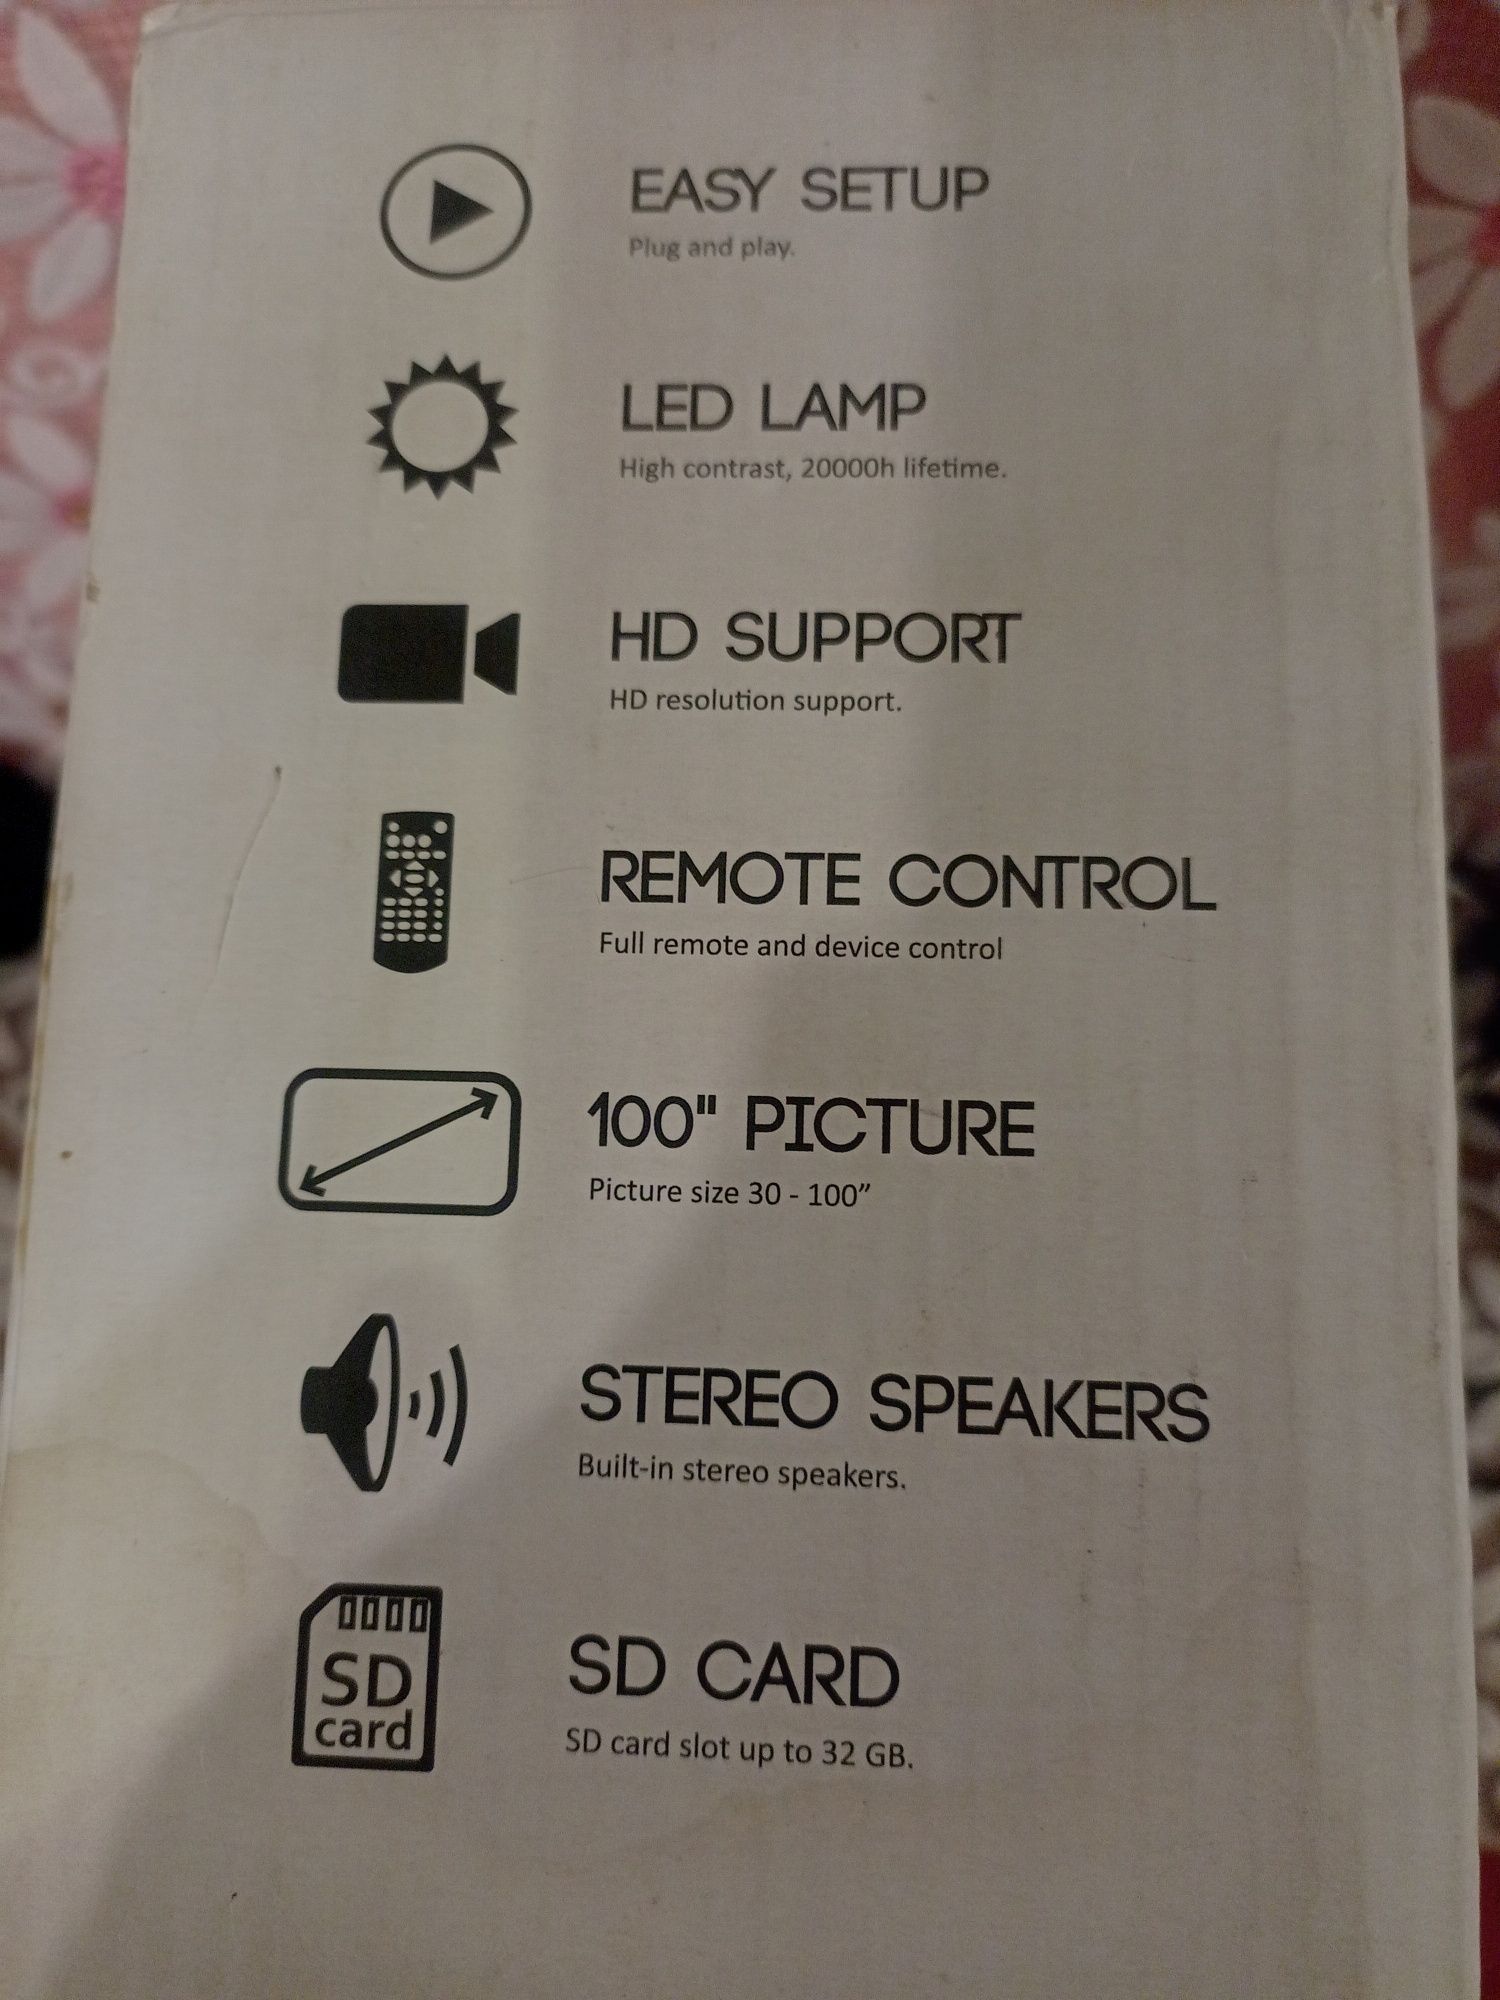 EASY SETUP
Plug and play.
LED LAMP
High contrast, 20000h lifetime.
HD SUPPORT
HD resolution support.
REMOTE CONTROL
Full remote and device control
100" PICTURE
Picture size 30 - 100”
STEREO SPEAKERS
Built-in stereo speakers.
SD
card
SD CARD
SD card slot up to 32 GB.